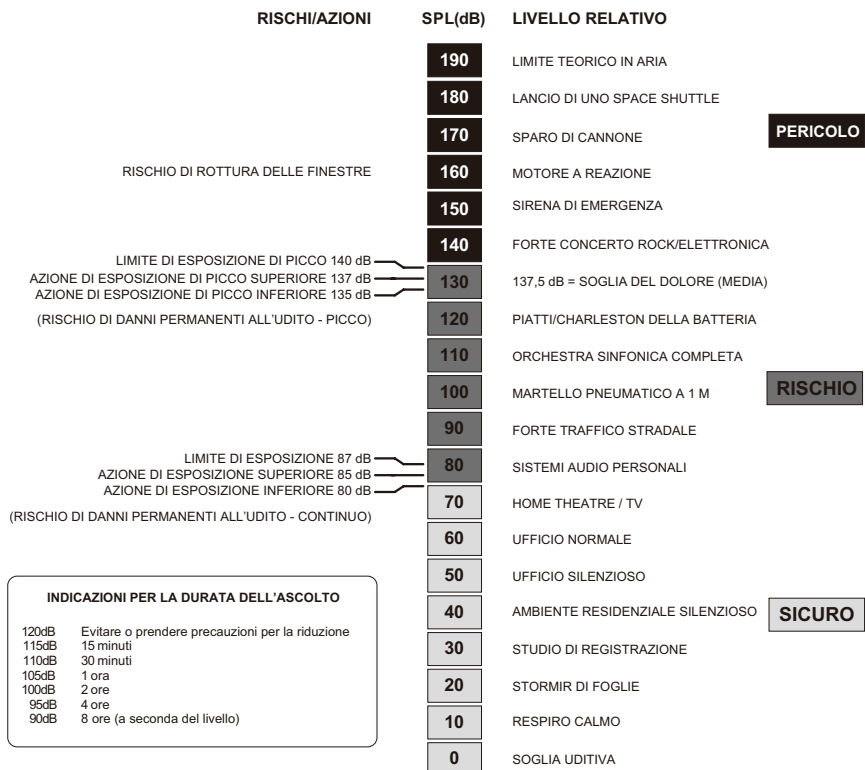 RISCHI/AZIONI SPL(dB) LIVELLO RELATIVO
190 LIMITE TEORICO IN ARIA
180 LANCIO DI UNO SPACE SHUTTLE
PERICOLO
170 SPARO DI CANNONE
RISCHIO DI ROTTURA DELLE FINESTRE 160 MOTORE A REAZIONE
150 SIRENA DI EMERGENZA
140 FORTE CONCERTO ROCK/ELETTRONICA
LIMITE DI ESPOSIZIONE DI PICCO 140 dB
AZIONE DI ESPOSIZIONE DI PICCO SUPERIORE 137 dB
130 137,5 dB = SOGLIA DEL DOLORE (MEDIA)
AZIONE DI ESPOSIZIONE DI PICCO INFERIORE 135 dB
(RISCHIO DI DANNI PERMANENTI ALL'UDITO - PICCO) 120 PIATTI/CHARLESTON DELLA BATTERIA
110 ORCHESTRA SINFONICA COMPLETA
100 MARTELLO PNEUMATICO A 1 M RISCHIO
90 FORTE TRAFFICO STRADALE
LIMITE DI ESPOSIZIONE 87 dB
80 SISTEMI AUDIO PERSONALI
AZIONE DI ESPOSIZIONE SUPERIORE 85 dB
AZIONE DI ESPOSIZIONE INFERIORE 80 dB
70 HOME THEATRE / TV
(RISCHIO DI DANNI PERMANENTI ALL'UDITO - CONTINUO)
60 UFFICIO NORMALE
50 UFFICIO SILENZIOSO
40 AMBIENTE RESIDENZIALE SILENZIOSO SICURO
30 STUDIO DI REGISTRAZIONE
20 STORMIR DI FOGLIE
10 RESPIRO CALMO
0 SOGLIA UDITIVA
INDICAZIONI PER LA DURATA DELL'ASCOLTO
120dB Evitare o prendere precauzioni per la riduzione
115dB 15 minuti
110dB 30 minuti
105dB 1 ora
100dB 2 ore
95dB 4 ore
90dB 8 ore (a seconda del livello)